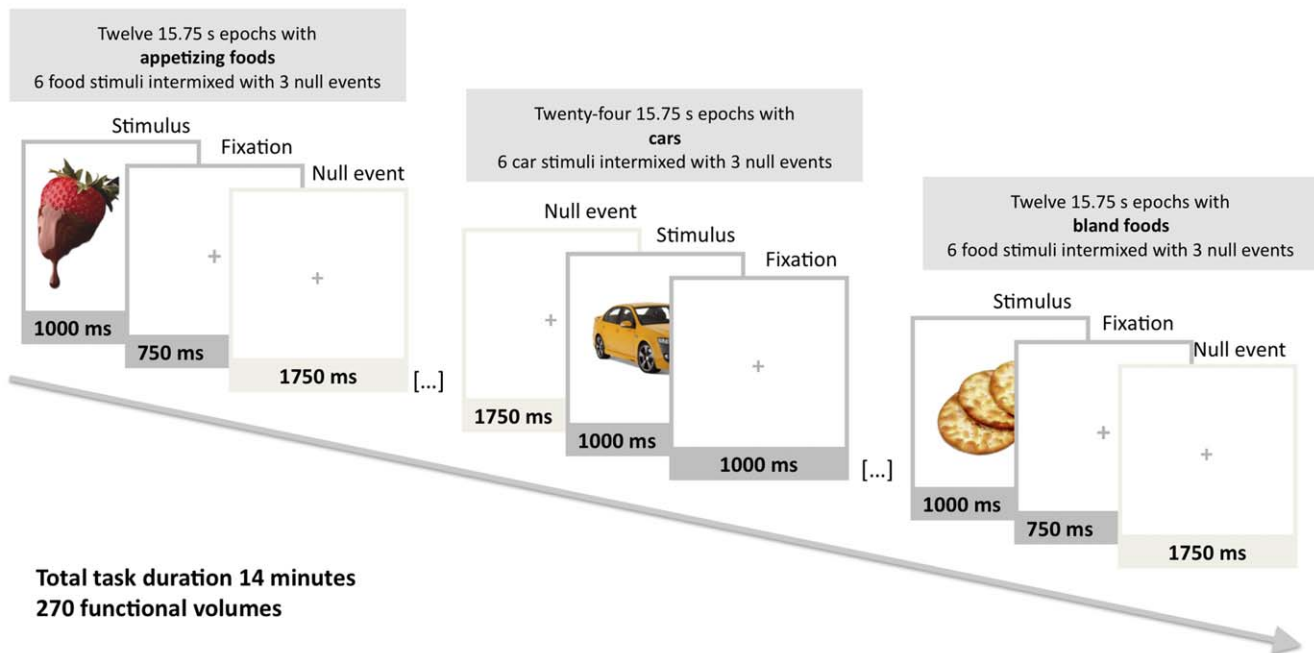 Twelve 15.75 s epochs with
appetizing foods
6 food stimuli intermixed with 3 null events
Stimulus
Fixation
Null event
1000 ms
750 ms
1750 ms
[...]
Twenty-four 15.75 s epochs with
cars
6 car stimuli intermixed with 3 null events
Null event
Stimulus
Fixation
1750 ms
1000 ms
1000 ms
[...]
Twelve 15.75 s epochs with
bland foods
6 food stimuli intermixed with 3 null events
Stimulus
Fixation
Null event
1000 ms
750 ms
1750 ms
Total task duration 14 minutes
270 functional volumes